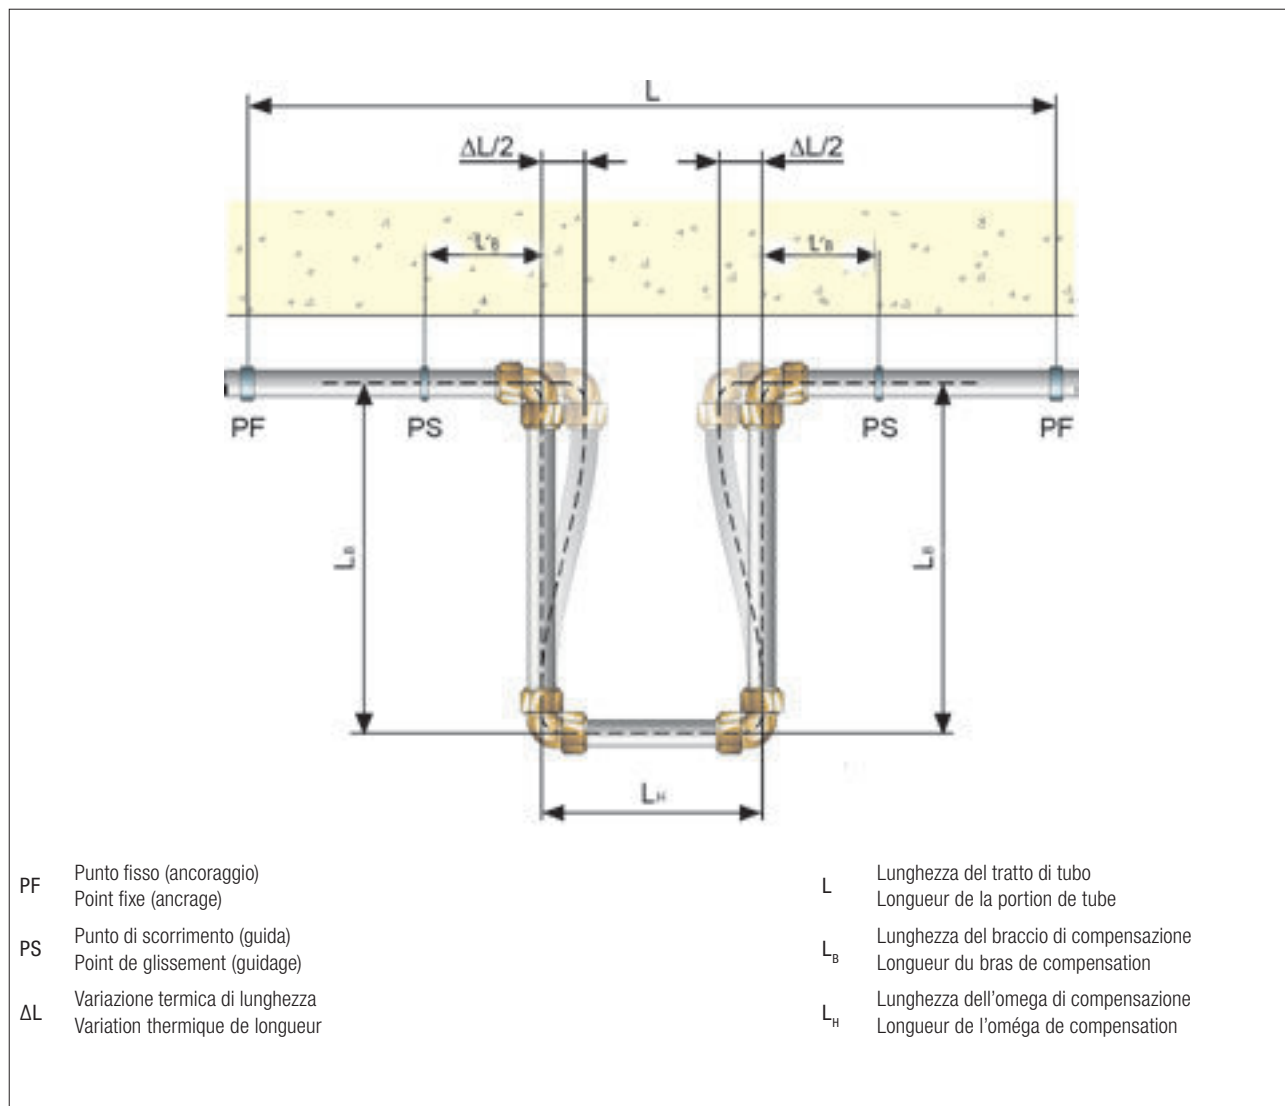 L
ΔL/2 ΔL/2
L'B L'B
PF PS PS PF
LB LB
LH
PF Punto fisso (ancoraggio)
Point fixe (ancrage)
PS Punto di scorrimento (guida)
Point de glissement (guidage)
ΔL Variazione termica di lunghezza
Variation thermique de longueur
L Lunghezza del tratto di tubo
Longueur de la portion de tube
LB Lunghezza del braccio di compensazione
Longueur du bras de compensation
LH Lunghezza dell’omega di compensazione
Longueur de l’oméga de compensation